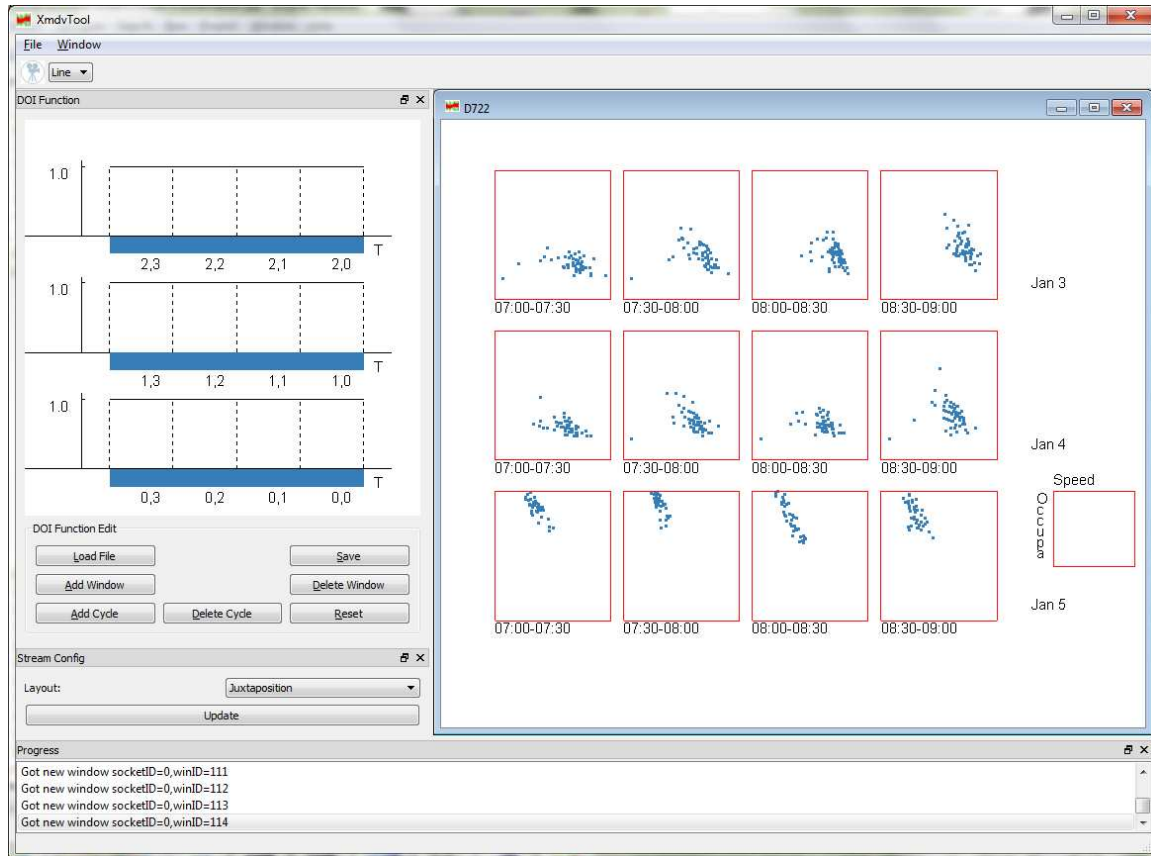 XmdvTool
File Window
Line
DOI Function
1.0
T
2,3 2,2 2,1 2,0
1.0
T
1,3 1,2 1,1 1,0
1.0
T
0,3 0,2 0,1 0,0
DOI Function Edit
Load File Save
Add Window Delete Window
Add Cycle Delete Cycle Reset
Stream Config
Layout: Juxtaposition
Update
D722
Jan 3
07:00-07:30 07:30-08:00 08:00-08:30 08:30-09:00
Jan 4
07:00-07:30 07:30-08:00 08:00-08:30 08:30-09:00
Speed
Occupa
Jan 5
07:00-07:30 07:30-08:00 08:00-08:30 08:30-09:00
Progress
Got new window socketID=0,winID=111
Got new window socketID=0,winID=112
Got new window socketID=0,winID=113
Got new window socketID=0,winID=114